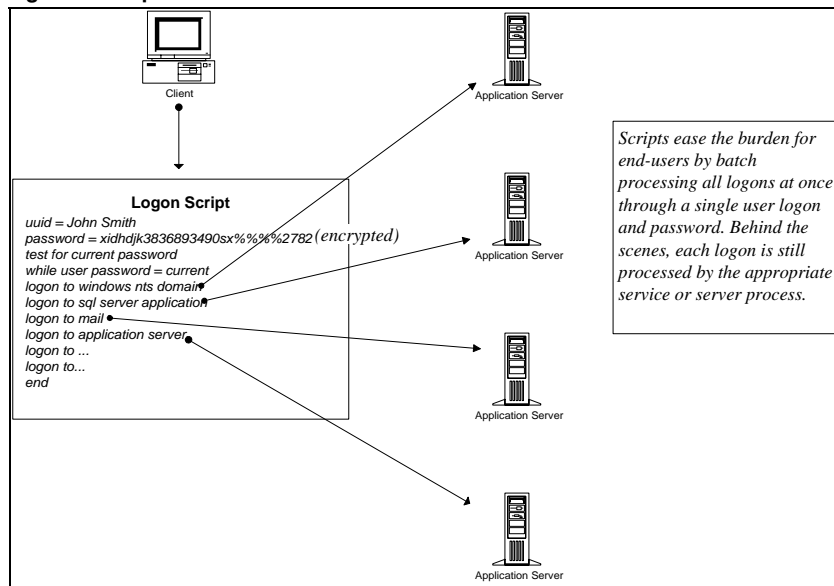 Client
Application Server
Scripts ease the burden for
end-users by batch
processing all logons at once
through a single user logon
and password. Behind the
scenes, each logon is still
processed by the appropriate
service or server process.
Logon Script
uuid = John Smith
password = xidhdjk3836893490sx%%%%2782 (encrypted)
test for current password
while user password = current
logon to windows nts domain
logon to sql server application
logon to mail
logon to application server
logon to ...
logon to...
end
Application Server
Application Server
Application Server